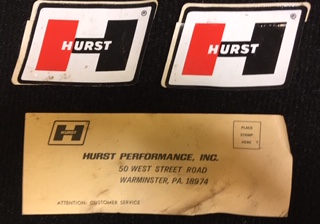 HURST ®
HURST ®
HURST
PLACE
STAMP
HERE
HURST PERFORMANCE, INC.
50 WEST STREET ROAD
WARMINSTER, PA. 18974
ATTENTION: CUSTOMER SERVICE